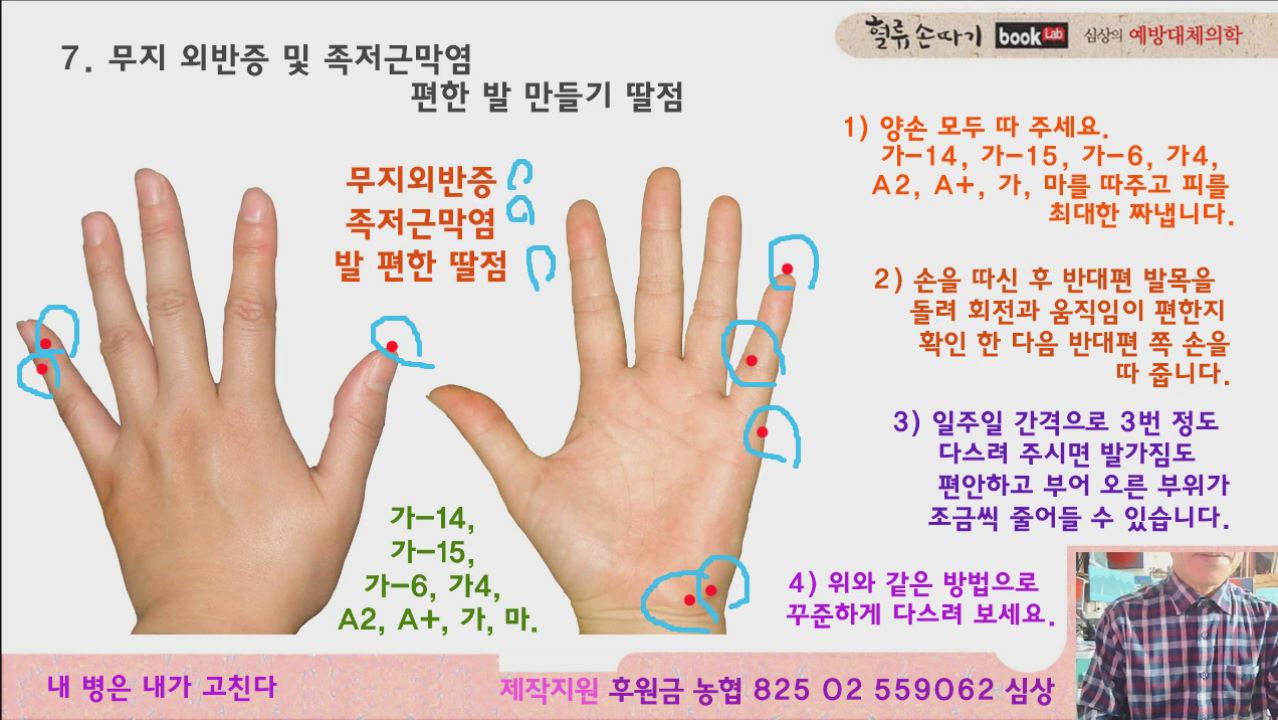 혈류 손따기 book Lab 심상의 예방대체의학
7. 무지 외반증 및 족저근막염
편한 발 만들기 딸점
무지외반증
족저근막염
발 편한 딸점
1) 양손 모두 따 주세요.
가-14, 가-15, 가-6, 가4,
A2, A+, 가, 마를 따주고 피를
최대한 짜냅니다.
2) 손을 따신 후 반대편 발목을
돌려 회전과 움직임이 편한지
확인 한 다음 반대편 쪽 손을
따 줍니다.
3) 일주일 간격으로 3번 정도
다스려 주시면 발가짐도
편안하고 부어 오른 부위가
조금씩 줄어들 수 있습니다.
4) 위와 같은 방법으로
꾸준하게 다스려 보세요.
가-14,
가-15,
가-6, 가4,
A2, A+, 가, 마.
내 병은 내가 고친다
제작지원 후원금 농협 825 02 559062 심상